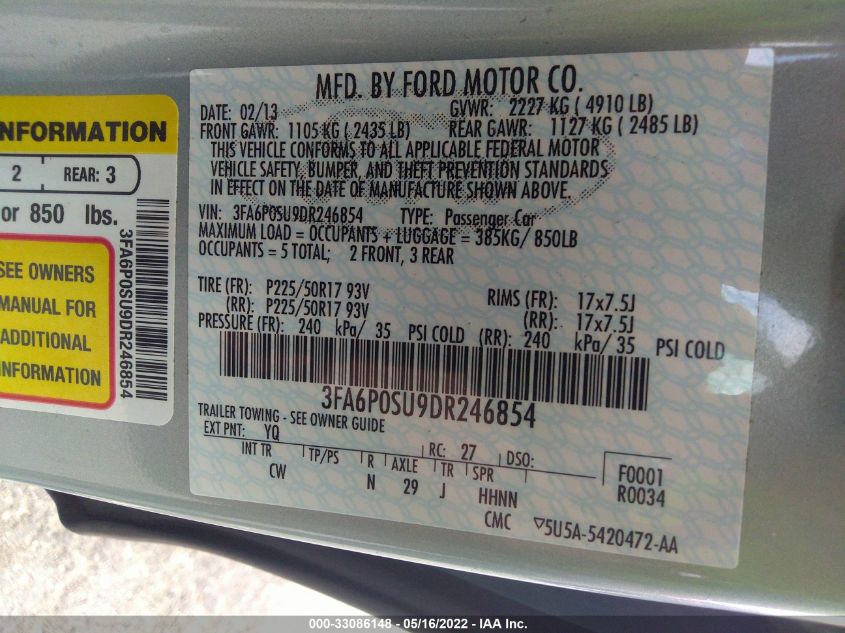 NFORMATION
2 REAR: 3
or 850 lbs.
SEE OWNERS
MANUAL FOR
ADDITIONAL
INFORMATION
3FA6P0SU9DR246854
MFD. BY FORD MOTOR CO.
DATE: 02/13 GVWR: 2227 KG ( 4910 LB)
FRONT GAWR: 1105 KG ( 2435 LB) REAR GAWR: 1127 KG ( 2485 LB)
THIS VEHICLE CONFORMS TO ALL APPLICABLE FEDERAL MOTOR
VEHICLE SAFETY, BUMPER, AND THEFT PREVENTION STANDARDS
IN EFFECT ON THE DATE OF MANUFACTURE SHOWN ABOVE.
VIN: 3FA6P0SU9DR246854 TYPE: Passenger Car
MAXIMUM LOAD = OCCUPANTS + LUGGAGE = 385KG/ 850LB
OCCUPANTS = 5 TOTAL; 2 FRONT, 3 REAR
TIRE (FR): P225/50R17 93V RIMS (FR): 17x7.5J
(RR): P225/50R17 93V (RR): 17x7.5J
PRESSURE (FR): 240 kPa/ 35 PSI COLD (RR): 240 kPa/ 35 PSI COLD
3FA6P0SU9DR246854
TRAILER TOWING - SEE OWNER GUIDE
EXT PNT: YQ RC: 27 DSO:
INT TR TP/PS R AXLE TR SPR F0001
CW N 29 J HHNN R0034
CMC ▽5U5A-5420472-AA
000-33086148 - 05/16/2022 - IAA Inc.